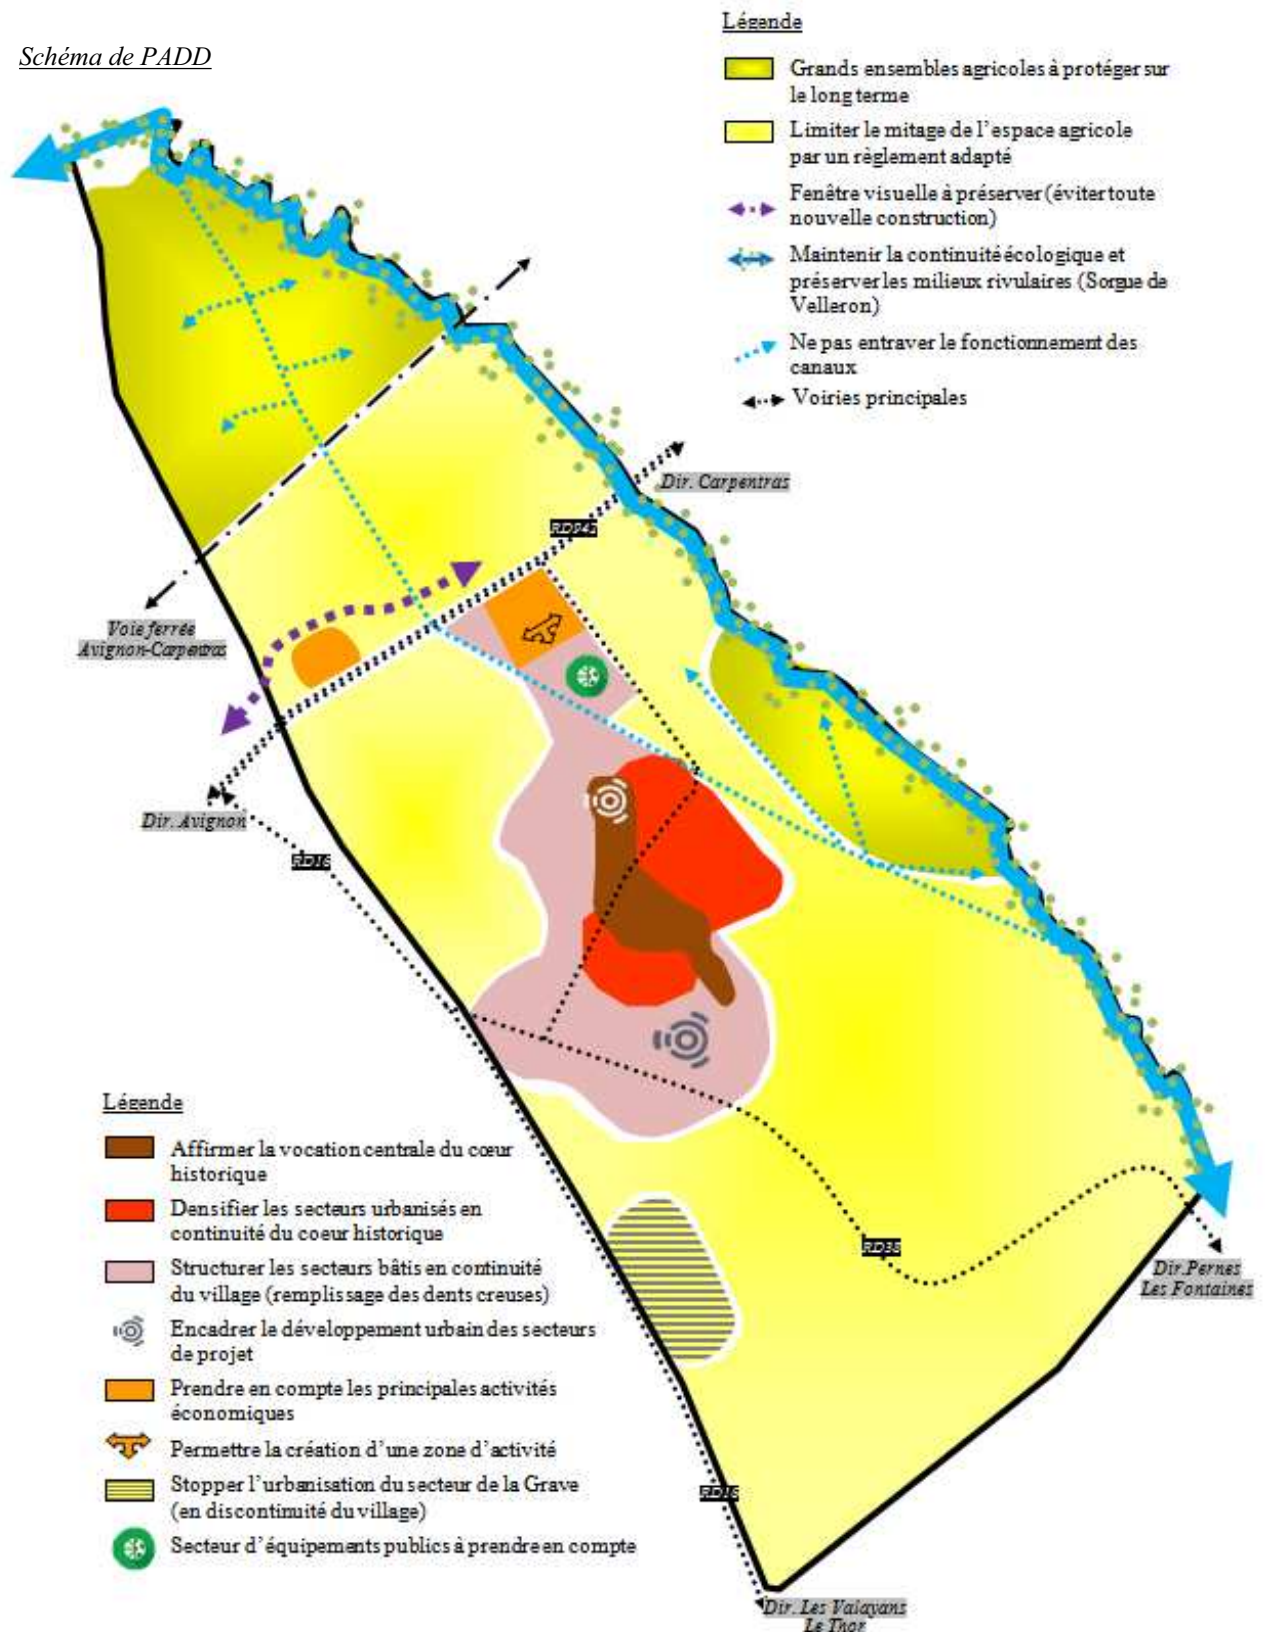 Schéma de PADD
Légende
Grands ensembles agricoles à protéger sur
le long terme
Limiter le mitage de l'espace agricole
par un règlement adapté
Fenêtre visuelle à préserver (éviter toute
nouvelle construction)
Maintenir la continuité écologique et
préserver les milieux rivulaires (Sorgue de
Velleron)
Ne pas entraver le fonctionnement des
canaux
Voiries principales
Dir. Carpentras
RD942
Voie ferrée
Avignon-Carpentras
Dir. Avignon
RD16
RD38
Dir.Pernes
Les Fontaines
RD16
Dir. Les Valayans
Le Thor
Légende
Affirmer la vocation centrale du cœur
historique
Densifier les secteurs urbanisés en
continuité du coeur historique
Structurer les secteurs bâtis en continuité
du village (remplissage des dents creuses)
Encadrer le développement urbain des secteurs
de projet
Prendre en compte les principales activités
économiques
Permettre la création d'une zone d'activité
Stopper l'urbanisation du secteur de la Grave
(en discontinuité du village)
Secteur d'équipements publics à prendre en compte